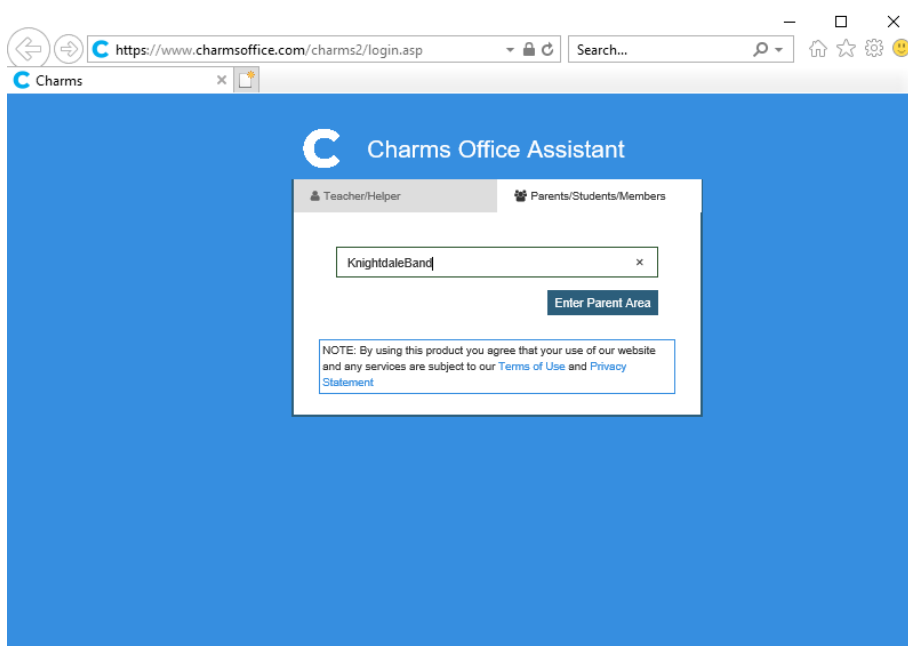 https://www.charmsoffice.com/charms2/login.asp
Search...
Charms
Charms Office Assistant
Teacher/Helper
Parents/Students/Members
KnightdaleBand
Enter Parent Area
NOTE: By using this product you agree that your use of our website
and any services are subject to our Terms of Use and Privacy
Statement